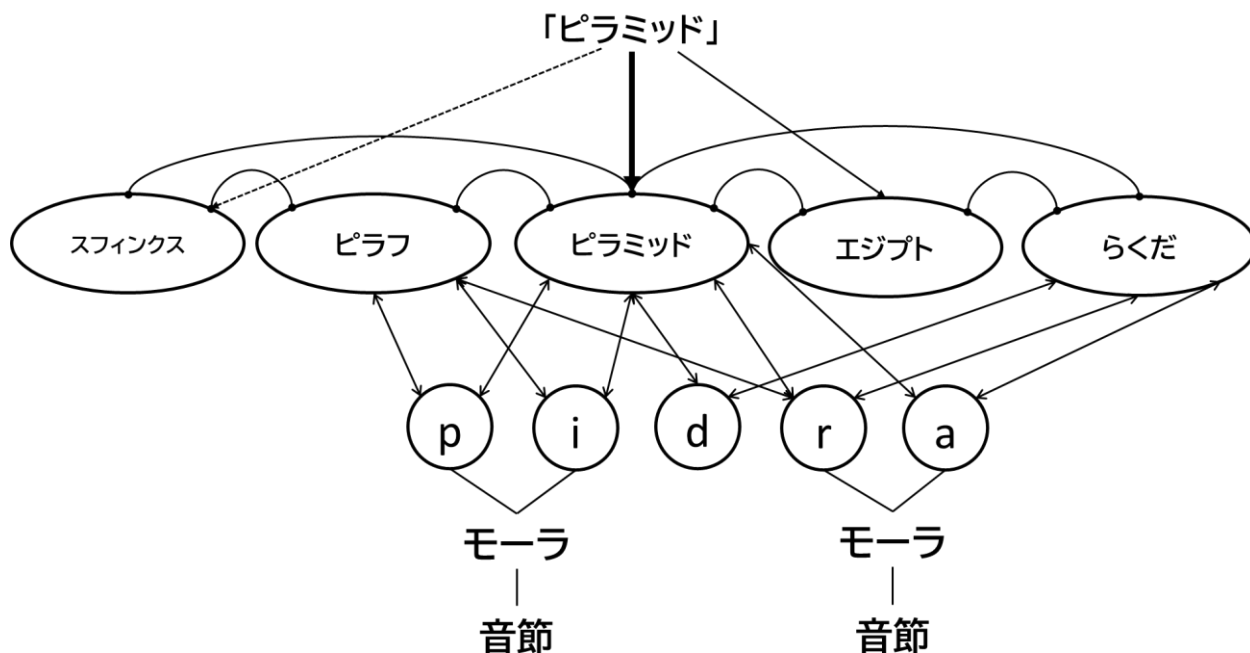 「ピラミッド」
スフィンクス
ピラフ
ピラミッド
エジプト
らくだ
p
i
d
r
a
モーラ
モーラ
音節
音節